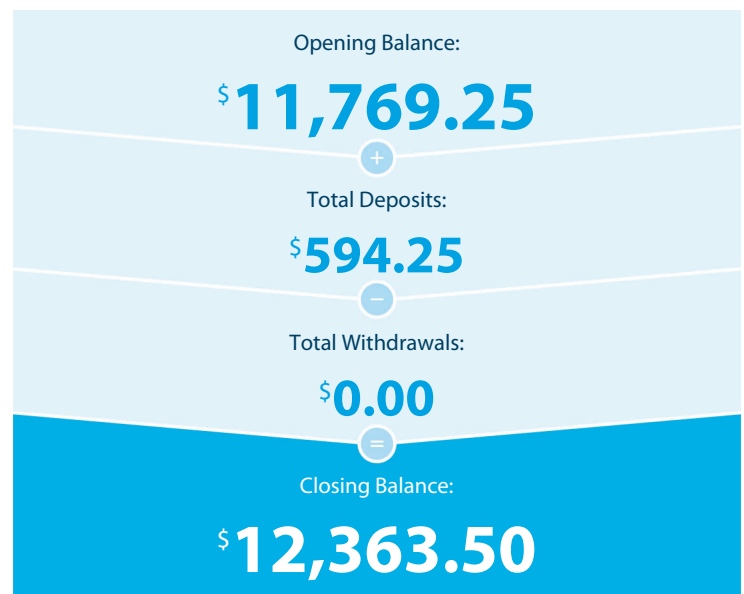 Opening Balance:
$11,769.25
+
Total Deposits:
$594.25
−
Total Withdrawals:
$0.00
=
Closing Balance:
$12,363.50